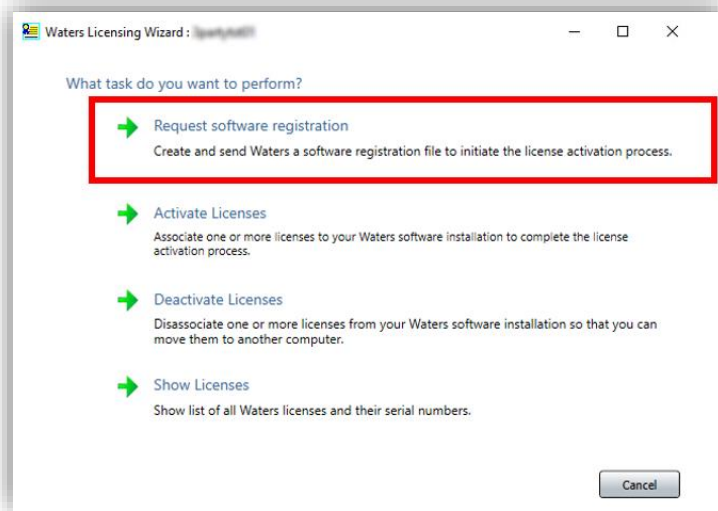 Waters Licensing Wizard :
What task do you want to perform?
Request software registration
Create and send Waters a software registration file to initiate the license activation process.
Activate Licenses
Associate one or more licenses to your Waters software installation to complete the license
activation process.
Deactivate Licenses
Disassociate one or more licenses from your Waters software installation so that you can
move them to another computer.
Show Licenses
Show list of all Waters licenses and their serial numbers.
Cancel